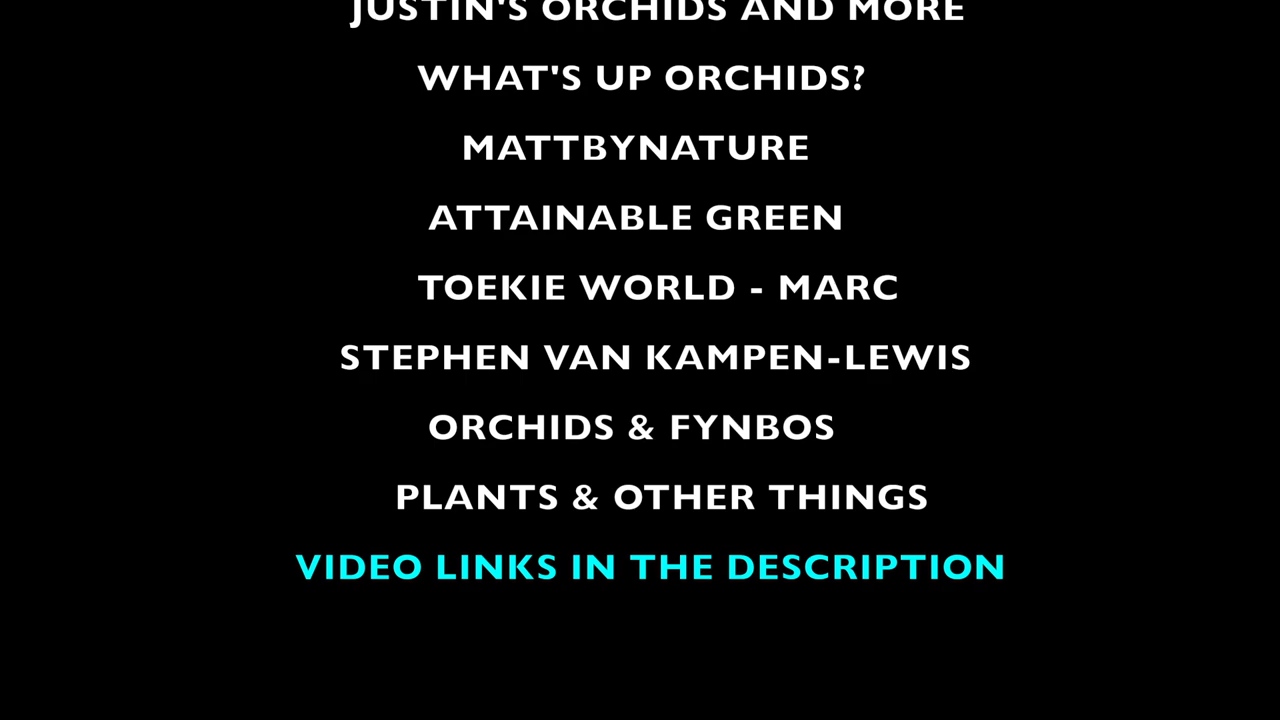 JUSTIN'S ORCHIDS AND MORE
WHAT'S UP ORCHIDS?
MATTBYNATURE
ATTAINABLE GREEN
TOEKIE WORLD - MARC
STEPHEN VAN KAMPEN-LEWIS
ORCHIDS & FYNBOS
PLANTS & OTHER THINGS
VIDEO LINKS IN THE DESCRIPTION